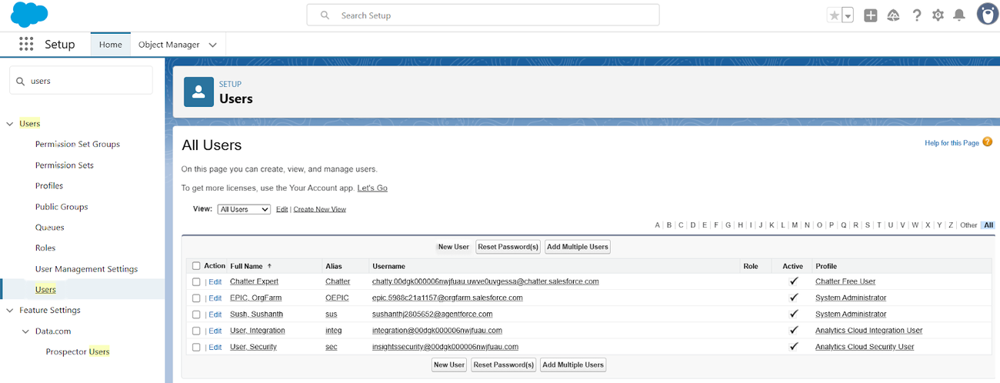 Search Setup
Setup Home Object Manager
users
Users
Permission Set Groups
Permission Sets
Profiles
Public Groups
Queues
Roles
User Management Settings
Users
Feature Settings
Data.com
Prospector Users
SETUP
Users
All Users
Help for this Page ?
On this page you can create, view, and manage users.
To get more licenses, use the Your Account app. Let's Go
View: All Users Edit | Create New View
A | B | C | D | E | F | G | H | I | J | K | L | M | N | O | P | Q | R | S | T | U | V | W | X | Y | Z | Other All
New User Reset Password(s) Add Multiple Users
Action Full Name ↑ Alias Username Role Active Profile
| Edit Chatter Expert Chatter chatty.00dgk000006nwjfuau.uwve0uvgessa@chatter.salesforce.com ✓ Chatter Free User
| Edit EPIC, OrgFarm OEPIC epic.5988c21a1157@orgfarm.salesforce.com ✓ System Administrator
| Edit Sush, Sushanth sus sushanthj2805652@agentforce.com ✓ System Administrator
| Edit User, Integration integ integration@00dgk000006nwjfuau.com ✓ Analytics Cloud Integration User
| Edit User, Security sec insightssecurity@00dgk000006nwjfuau.com ✓ Analytics Cloud Security User
New User Reset Password(s) Add Multiple Users